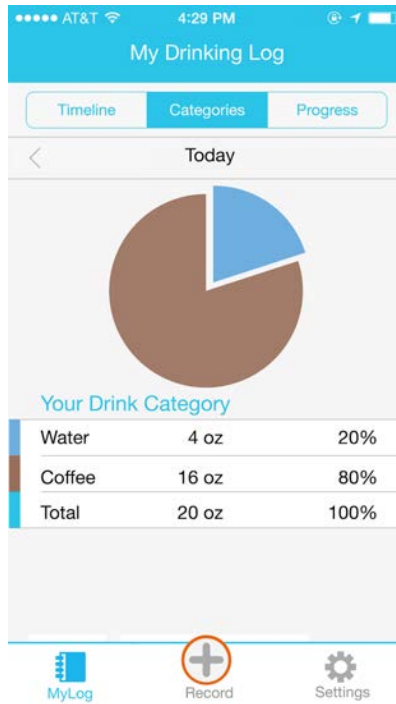 AT&T 4:29 PM
My Drinking Log
Timeline Categories Progress
Today
Your Drink Category
Water 4 oz 20%
Coffee 16 oz 80%
Total 20 oz 100%
MyLog Record Settings